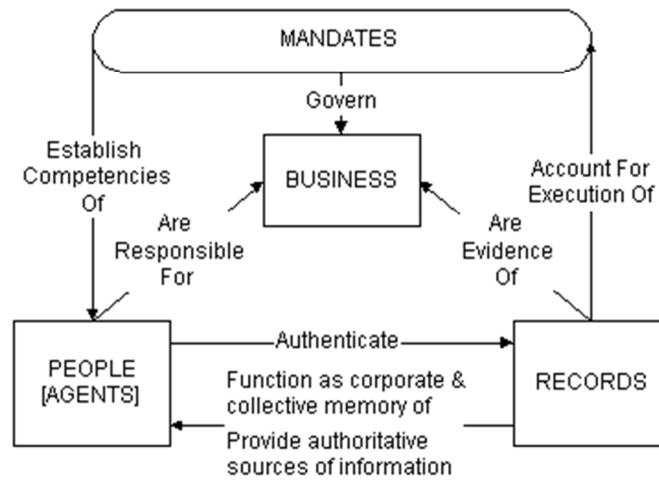 MANDATES
Govern
Establish
Competencies
Of
BUSINESS
Account For
Execution Of
Are
Responsible
For
Are
Evidence
Of
PEOPLE
[AGENTS]
Authenticate
Function as corporate &
collective memory of
Provide authoritative
sources of information
RECORDS